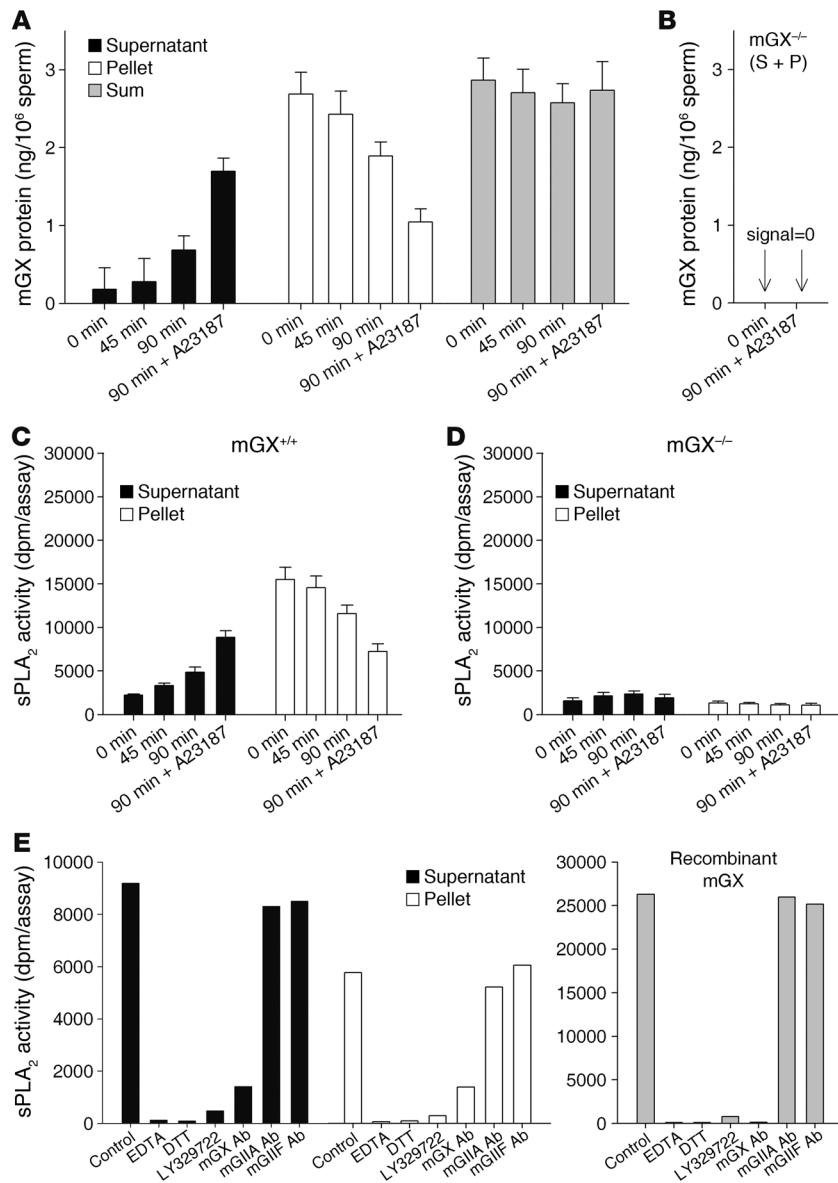 A
mGX protein (ng/10⁶ sperm)
3
2
1
0
Supernatant
Pellet
Sum
0 min
45 min
90 min
90 min + A23187
0 min
45 min
90 min
90 min + A23187
0 min
45 min
90 min
90 min + A23187
B
mGX protein (ng/10⁶ sperm)
3
2
1
0
mGX⁻/⁻
(S + P)
signal=0
0 min
90 min + A23187
C
mGX⁺/⁺
sPLA₂ activity (dpm/assay)
30000
25000
20000
15000
10000
5000
0
Supernatant
Pellet
0 min
45 min
90 min
90 min + A23187
0 min
45 min
90 min
90 min + A23187
D
mGX⁻/⁻
sPLA₂ activity (dpm/assay)
30000
25000
20000
15000
10000
5000
0
Supernatant
Pellet
0 min
45 min
90 min
90 min + A23187
0 min
45 min
90 min
90 min + A23187
E
sPLA₂ activity (dpm/assay)
10000
8000
6000
4000
2000
0
Supernatant
Pellet
Control
EDTA
DTT
LY329722
mGX Ab
mGIIA Ab
mGIIF Ab
Control
EDTA
DTT
LY329722
mGX Ab
mGIIA Ab
mGIIF Ab
Recombinant
mGX
30000
25000
20000
15000
10000
5000
0
Control
EDTA
DTT
LY329722
mGX Ab
mGIIA Ab
mGIIF Ab